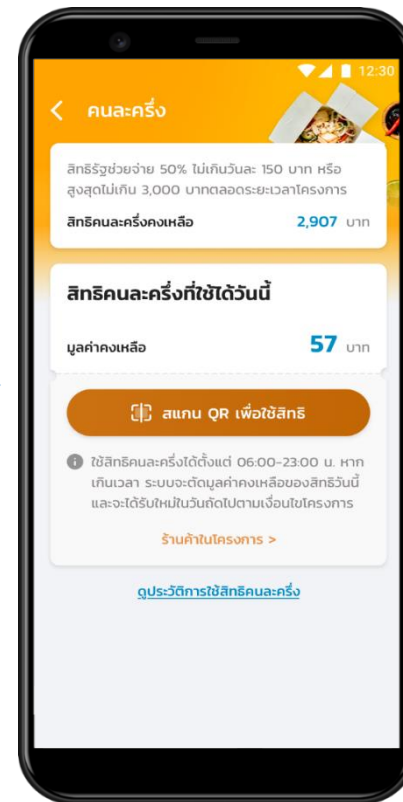 12:30
คนละครึ่ง
สิทธิรัฐช่วยจ่าย 50% ไม่เกินวันละ 150 บาท หรือ
สูงสุดไม่เกิน 3,000 บาทตลอดระยะเวลาโครงการ
สิทธิคนละครึ่งคงเหลือ 2,907 บาท
สิทธิคนละครึ่งที่ใช้ได้วันนี้
มูลค่าคงเหลือ 57 บาท
สแกน QR เพื่อใช้สิทธิ
ใช้สิทธิคนละครึ่งได้ตั้งแต่ 06:00-23:00 น. หาก
เกินเวลา ระบบจะตัดมูลค่าคงเหลือของสิทธิวันนี้
และจะได้รับใหม่ในวันถัดไปตามเงื่อนไขโครงการ
ร้านค้าในโครงการ >
ดูประวัติการใช้สิทธิคนละครึ่ง